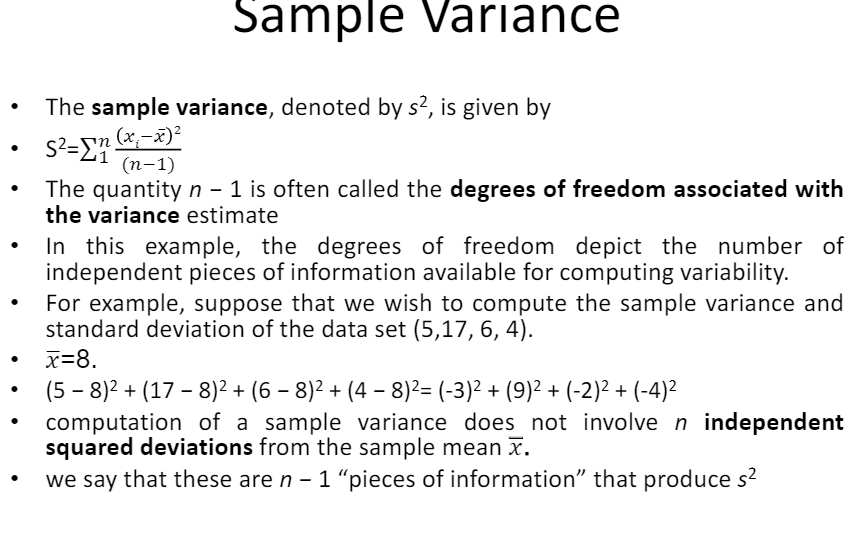 Sample Variance
• The sample variance, denoted by s², is given by
• S²=∑₁ⁿ (xᵢ−x̄)²/(n−1)
• The quantity n − 1 is often called the degrees of freedom associated with
the variance estimate
• In this example, the degrees of freedom depict the number of
independent pieces of information available for computing variability.
• For example, suppose that we wish to compute the sample variance and
standard deviation of the data set (5,17, 6, 4).
• x̄=8.
• (5 – 8)² + (17 – 8)² + (6 – 8)² + (4 – 8)²= (-3)² + (9)² + (-2)² + (-4)²
• computation of a sample variance does not involve n independent
squared deviations from the sample mean x̄.
• we say that these are n − 1 “pieces of information” that produce s²